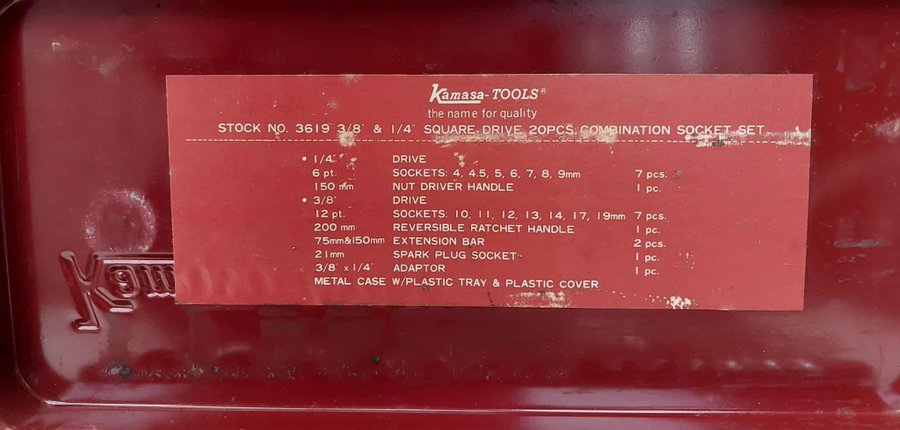 Kamasa-TOOLS®
the name for quality
STOCK NO. 3619 3/8" & 1/4" SQUARE DRIVE 20PCS. COMBINATION SOCKET SET
• 1/4" DRIVE
6 pt. SOCKETS: 4, 4.5, 5, 6, 7, 8, 9mm 7 pcs.
150 mm NUT DRIVER HANDLE 1 pc.
• 3/8" DRIVE
12 pt. SOCKETS: 10, 11, 12, 13, 14, 17, 19mm 7 pcs.
200 mm REVERSIBLE RATCHET HANDLE 1 pc.
75mm&150mm EXTENSION BAR 2 pcs.
21mm SPARK PLUG SOCKET 1 pc.
3/8" x 1/4" ADAPTOR 1 pc.
METAL CASE W/PLASTIC TRAY & PLASTIC COVER